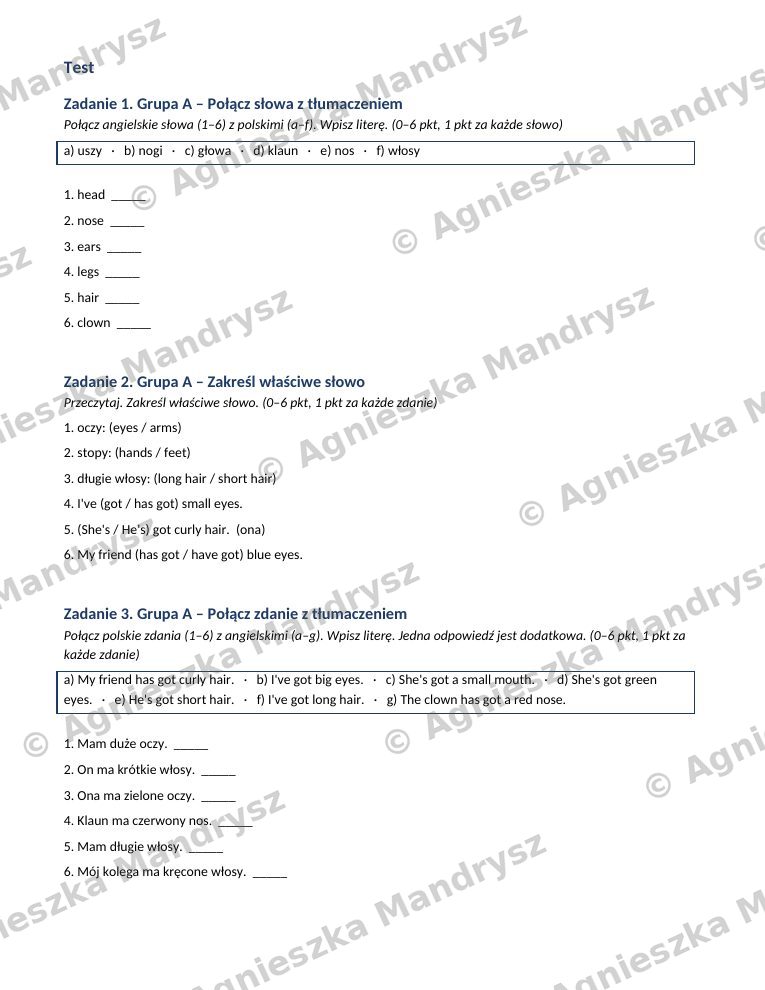 Test
Zadanie 1. Grupa A – Połącz słowa z tłumaczeniem
Połącz angielskie słowa (1–6) z polskimi (a–f). Wpisz literę. (0–6 pkt, 1 pkt za każde słowo)
a) uszy · b) nogi · c) głowa · d) klaun · e) nos · f) włosy
1. head _____
2. nose _____
3. ears _____
4. legs _____
5. hair _____
6. clown _____
Zadanie 2. Grupa A – Zakreśl właściwe słowo
Przeczytaj. Zakreśl właściwe słowo. (0–6 pkt, 1 pkt za każde zdanie)
1. oczy: (eyes / arms)
2. stopy: (hands / feet)
3. długie włosy: (long hair / short hair)
4. I've (got / has got) small eyes.
5. (She's / He's) got curly hair. (ona)
6. My friend (has got / have got) blue eyes.
Zadanie 3. Grupa A – Połącz zdanie z tłumaczeniem
Połącz polskie zdania (1–6) z angielskimi (a–g). Wpisz literę. Jedna odpowiedź jest dodatkowa. (0–6 pkt, 1 pkt za
każde zdanie)
a) My friend has got curly hair. · b) I've got big eyes. · c) She's got a small mouth. · d) She's got green
eyes. · e) He's got short hair. · f) I've got long hair. · g) The clown has got a red nose.
1. Mam duże oczy. _____
2. On ma krótkie włosy. _____
3. Ona ma zielone oczy. _____
4. Klaun ma czerwony nos. _____
5. Mam długie włosy. _____
6. Mój kolega ma kręcone włosy. _____
© Agnieszka Mandrysz